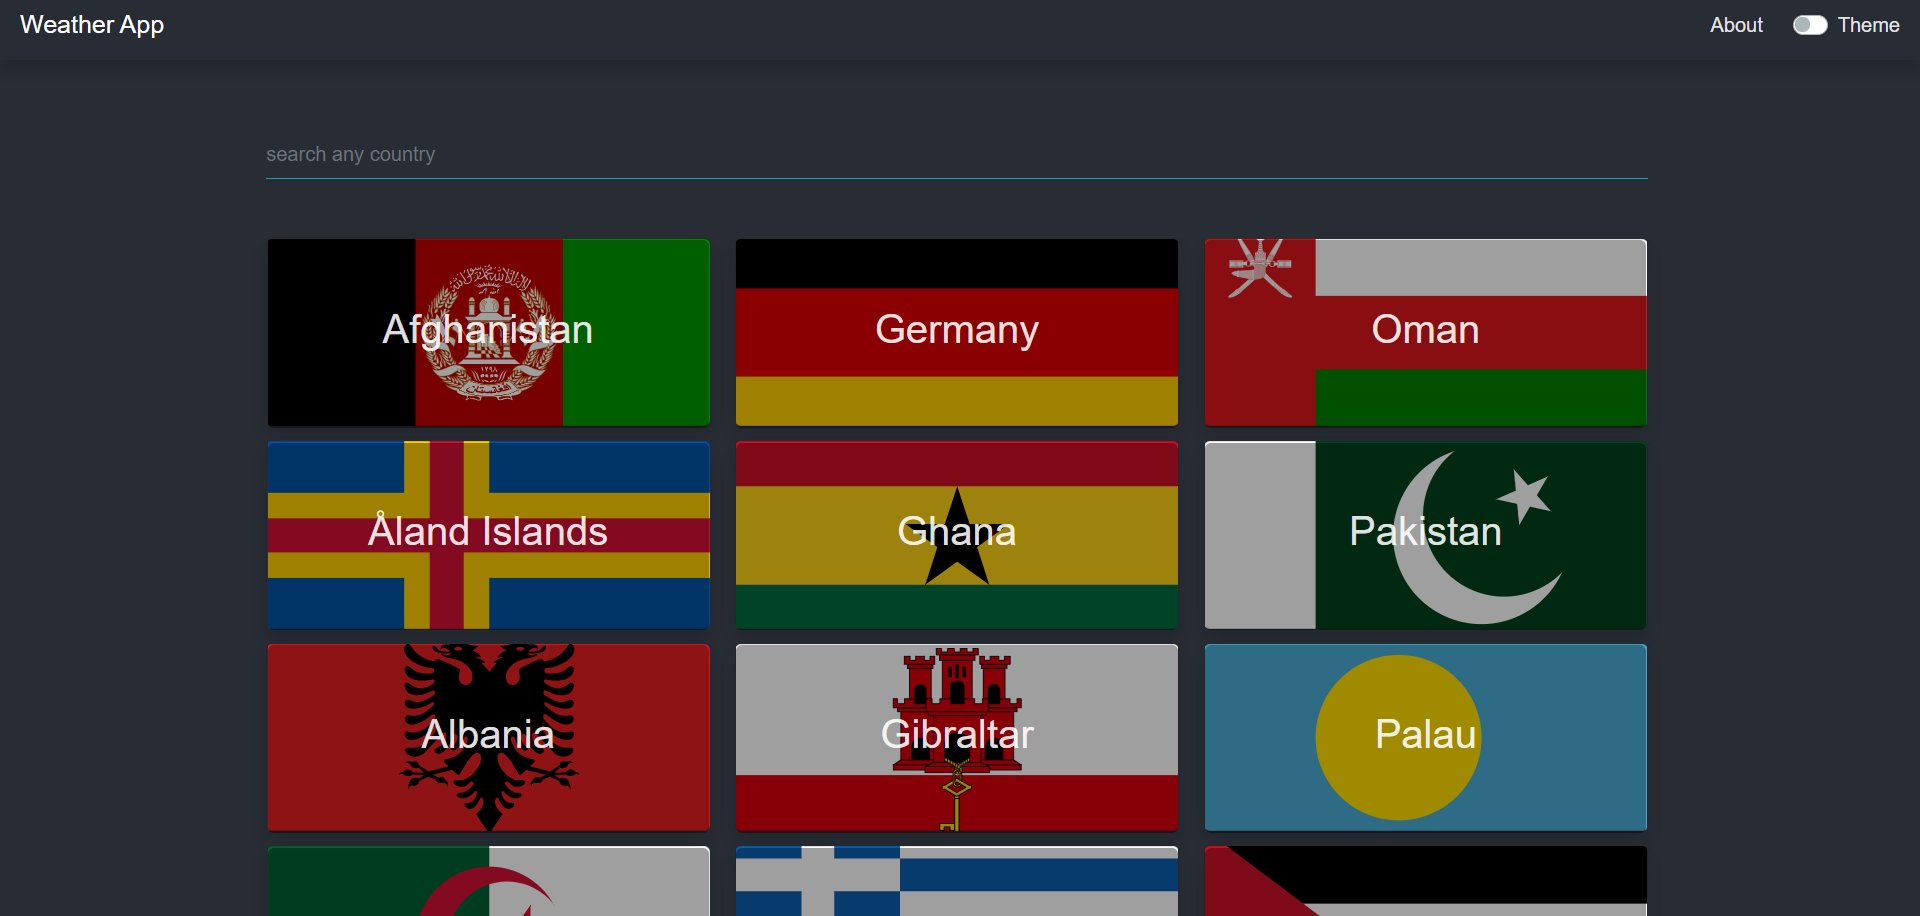 Weather App
About
Theme
search any country
Afghanistan
Germany
Oman
Åland Islands
Ghana
Pakistan
Albania
Gibraltar
Palau